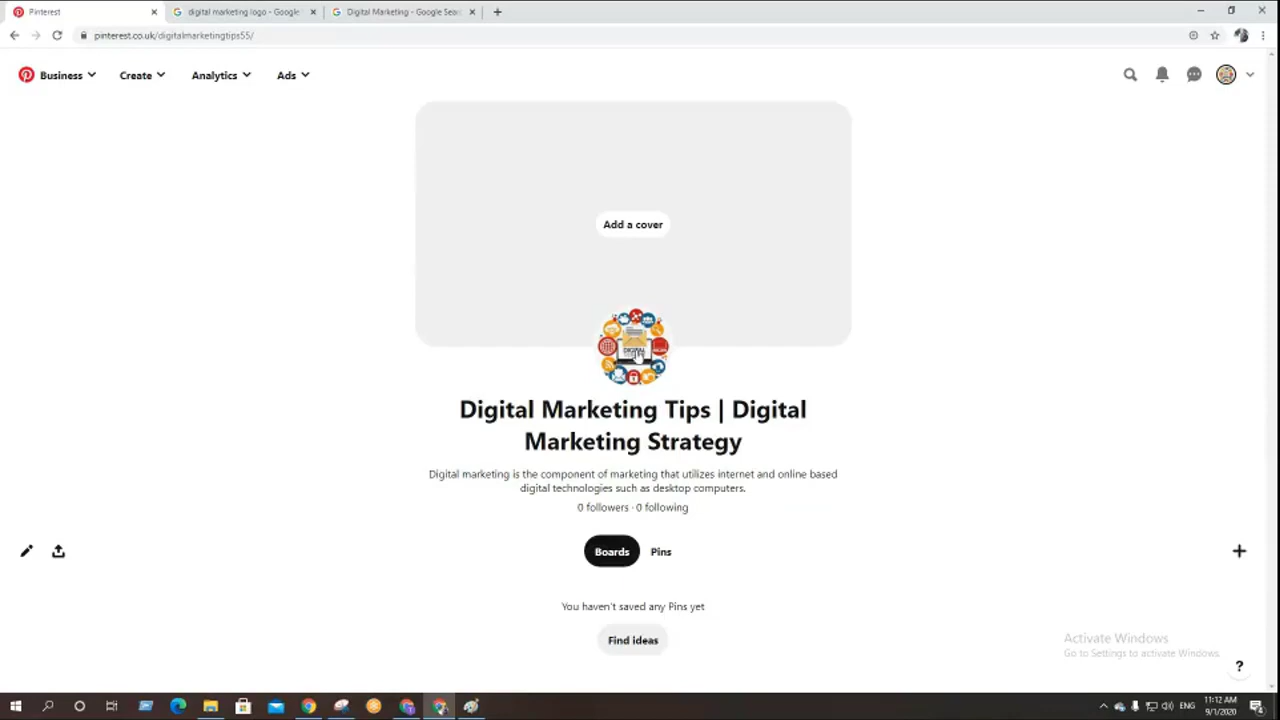 Pinterest
digital marketing logo - Google
Digital Marketing - Google Sear
pinterest.co.uk/digitalmarketingtips55/
Business
Create
Analytics
Ads
Add a cover
DIGITAL
Digital Marketing Tips | Digital
Marketing Strategy
Digital marketing is the component of marketing that utilizes internet and online based
digital technologies such as desktop computers.
0 followers · 0 following
Boards
Pins
You haven't saved any Pins yet
Find ideas
Activate Windows
Go to Settings to activate Windows.
?
ENG
11:12 AM
9/1/2020